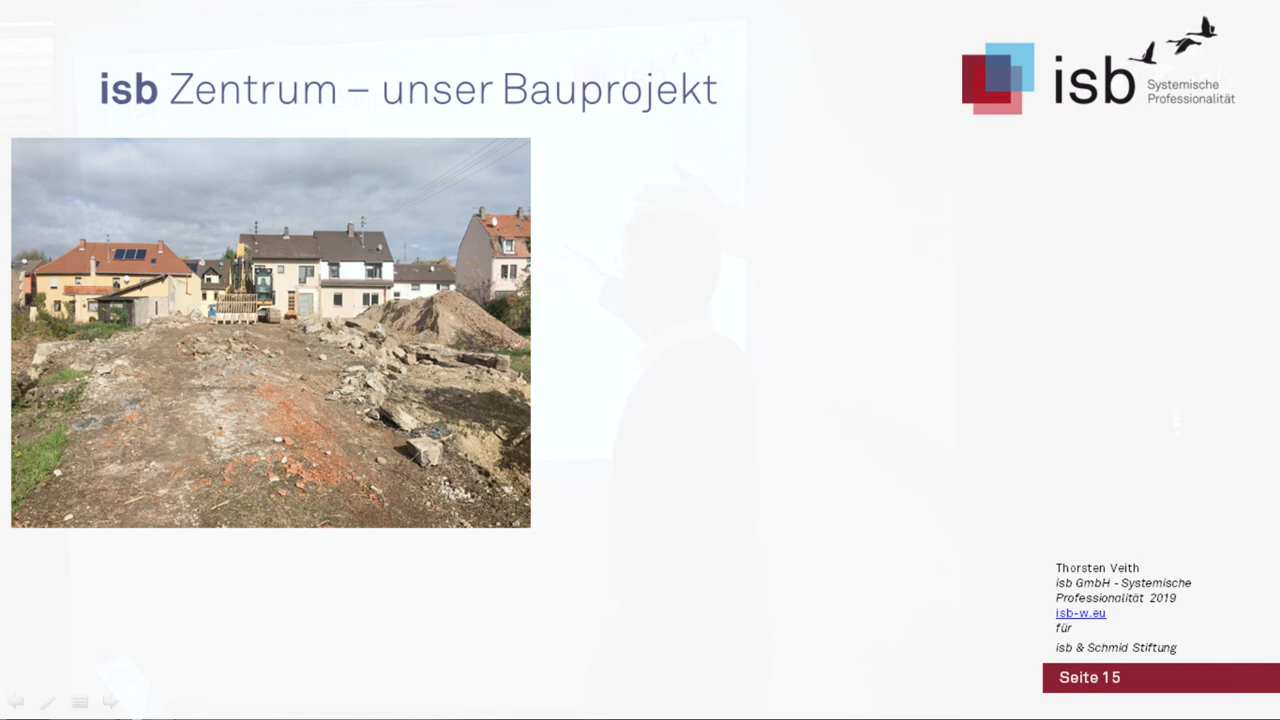 isb Zentrum – unser Bauprojekt
isb
Systemische
Professionalität
Thorsten Veith
isb GmbH - Systemische
Professionalität 2019
isb-w.eu
für
isb & Schmid Stiftung
Seite 15